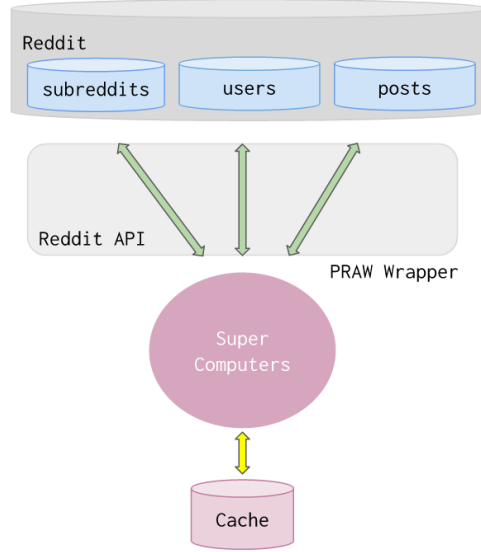 Reddit
subreddits
users
posts
Reddit API
PRAW Wrapper
Super
Computers
Cache